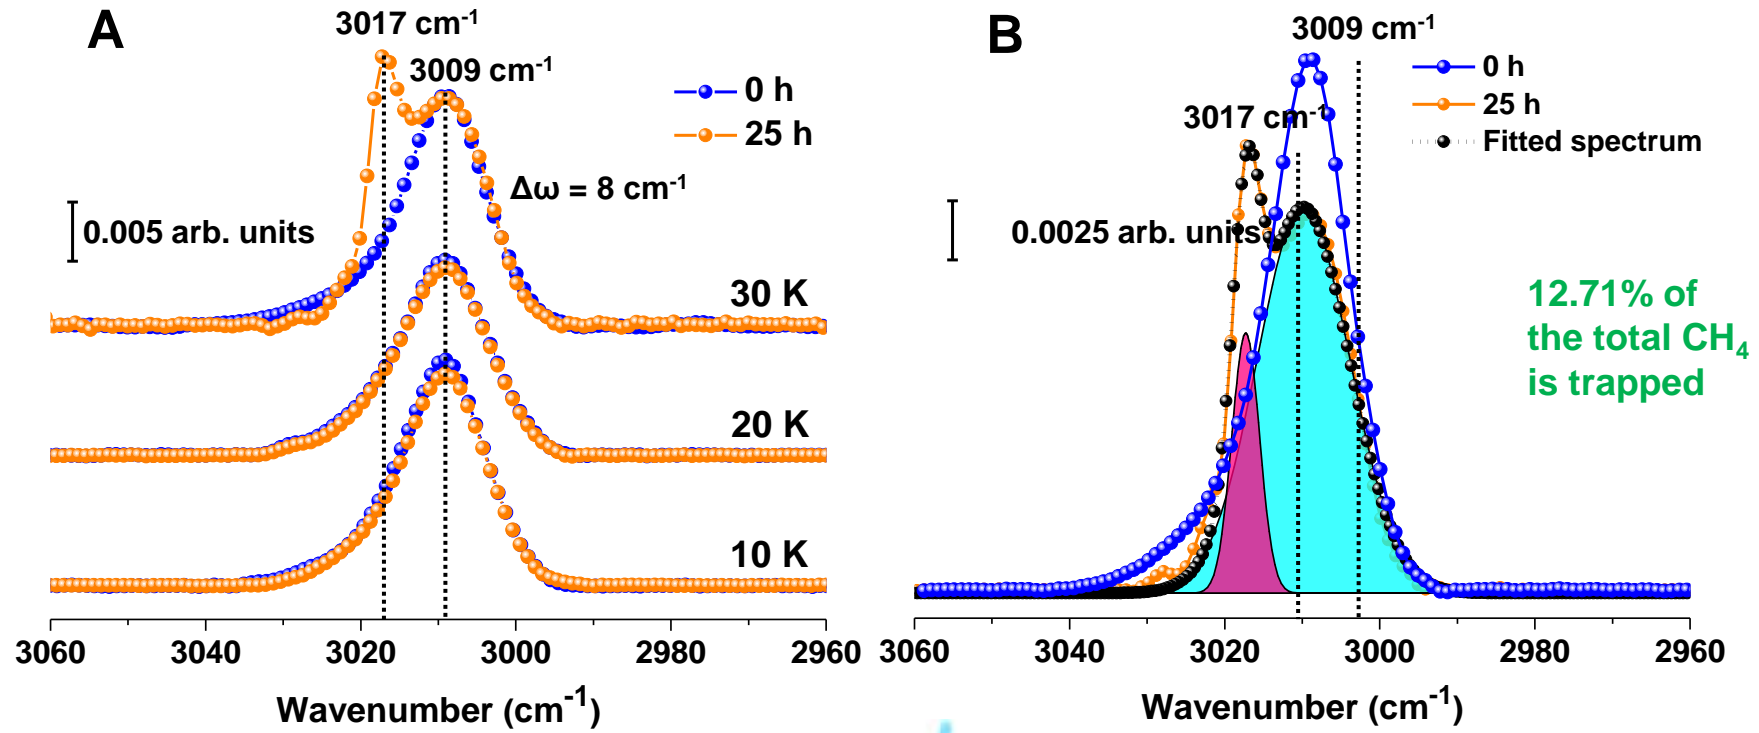 A
3017 cm⁻¹
3009 cm⁻¹
0 h
25 h
Δω = 8 cm⁻¹
0.005 arb. units
30 K
20 K
10 K
3060
3040
3020
3000
2980
2960
Wavenumber (cm⁻¹)
B
3009 cm⁻¹
0 h
25 h
Fitted spectrum
3017 cm⁻¹
0.0025 arb. units
12.71% of
the total CH₄
is trapped
3060
3040
3020
3000
2980
2960
Wavenumber (cm⁻¹)